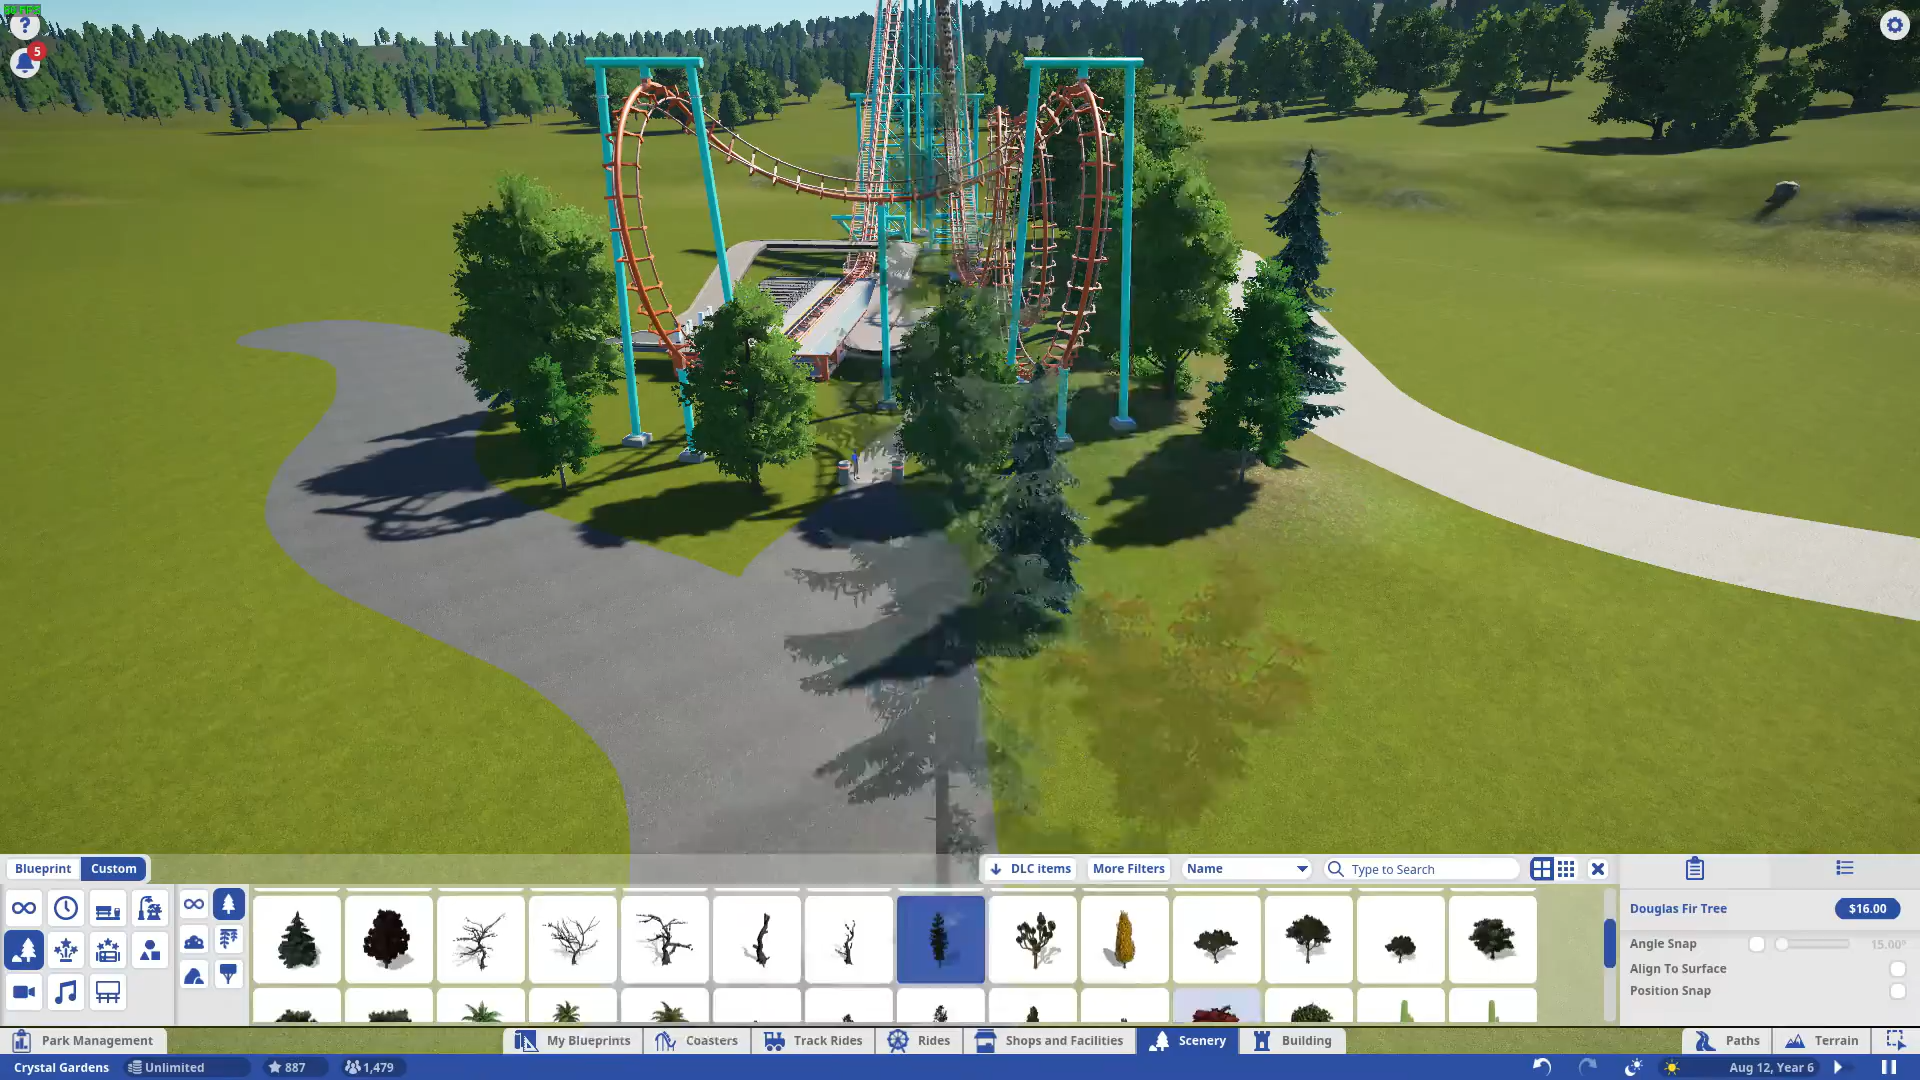 ?
5
Blueprint
Custom
DLC items
More Filters
Name
Type to Search
Douglas Fir Tree
$16.00
Angle Snap
15.00°
Align To Surface
Position Snap
Park Management
My Blueprints
Coasters
Track Rides
Rides
Shops and Facilities
Scenery
Building
Paths
Terrain
Crystal Gardens
Unlimited
887
1,479
Aug 12, Year 6